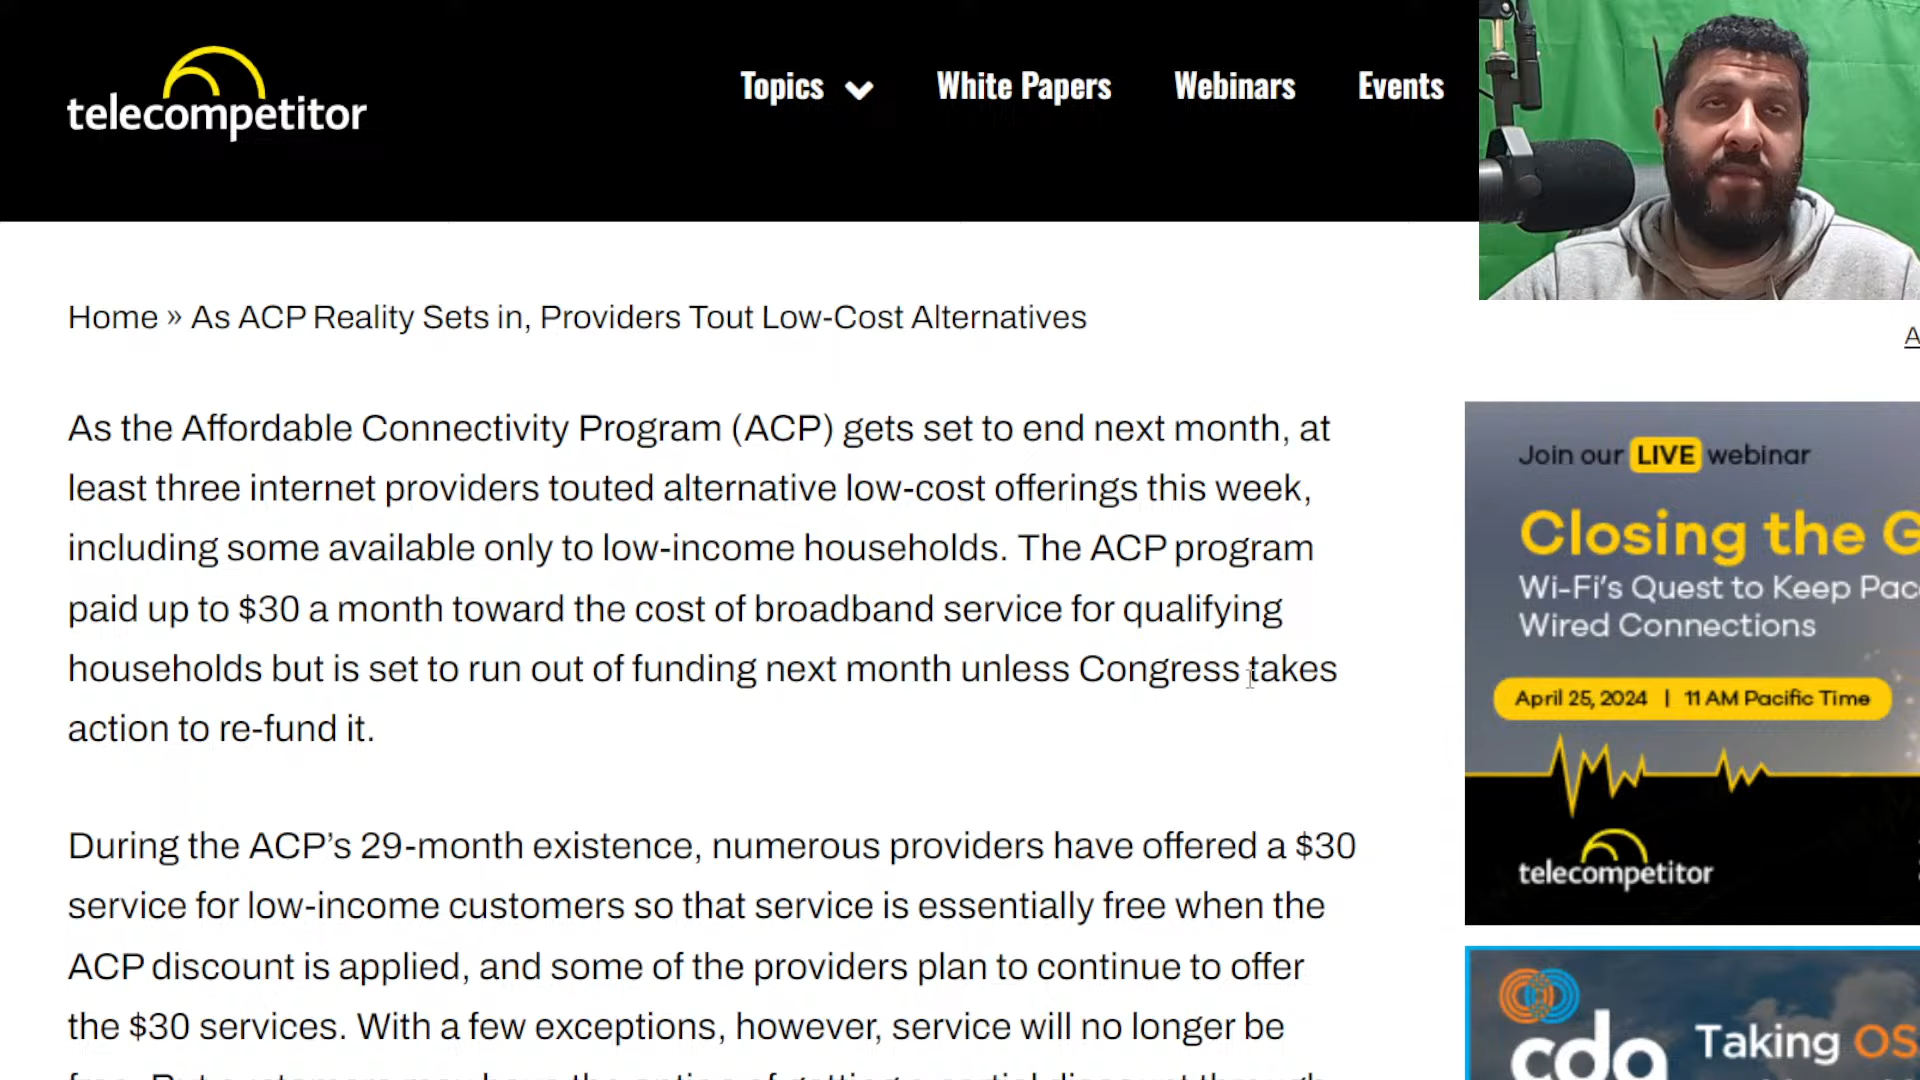 telecompetitor
Topics
White Papers
Webinars
Events
Home » As ACP Reality Sets in, Providers Tout Low-Cost Alternatives
As the Affordable Connectivity Program (ACP) gets set to end next month, at
least three internet providers touted alternative low-cost offerings this week,
including some available only to low-income households. The ACP program
paid up to $30 a month toward the cost of broadband service for qualifying
households but is set to run out of funding next month unless Congress takes
action to re-fund it.
During the ACP's 29-month existence, numerous providers have offered a $30
service for low-income customers so that service is essentially free when the
ACP discount is applied, and some of the providers plan to continue to offer
the $30 services. With a few exceptions, however, service will no longer be
A
Join our LIVE webinar
Closing the G
Wi-Fi's Quest to Keep Pac
Wired Connections
April 25, 2024 | 11 AM Pacific Time
telecompetitor
cda
Taking OS